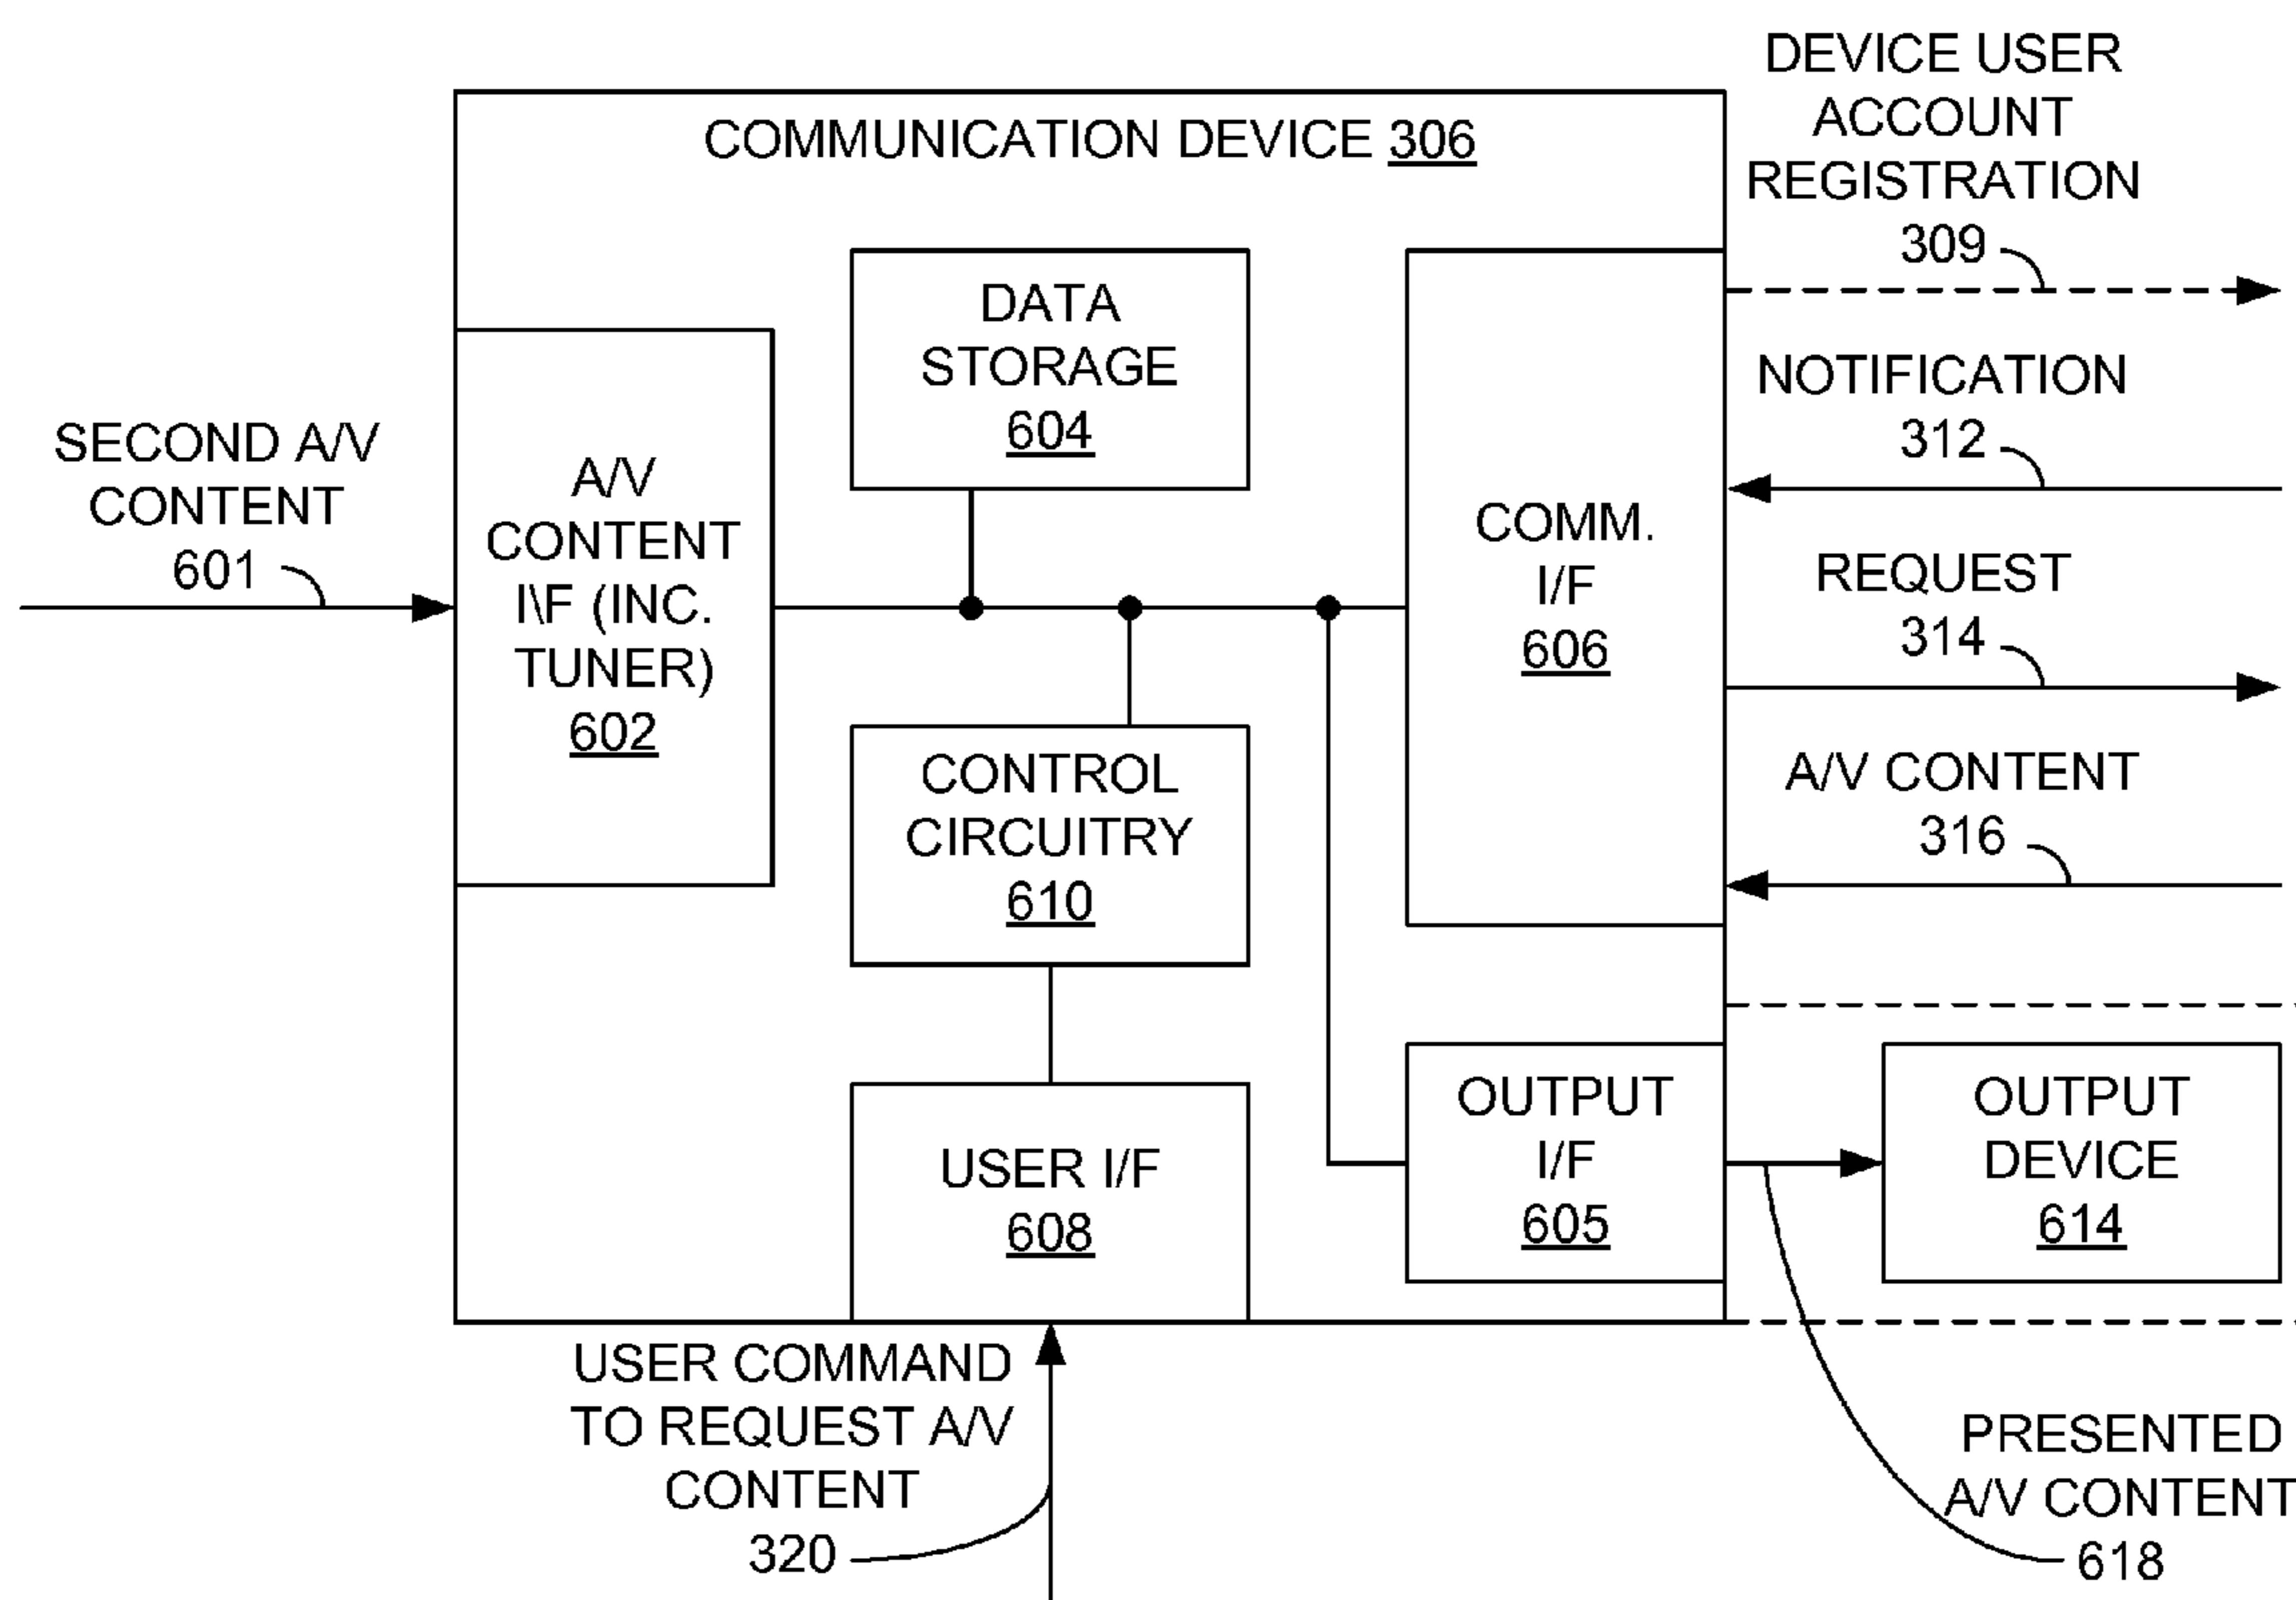 DEVICE USER
ACCOUNT
REGISTRATION
309
COMMUNICATION DEVICE 306
DATA
STORAGE
604
NOTIFICATION
312
SECOND A/V
CONTENT
601
A/V
CONTENT
I\F (INC.
TUNER)
602
COMM.
I/F
606
REQUEST
314
CONTROL
CIRCUITRY
610
A/V CONTENT
316
USER I/F
608
OUTPUT
I/F
605
OUTPUT
DEVICE
614
USER COMMAND
TO REQUEST A/V
CONTENT
320
PRESENTED
A/V CONTENT
618